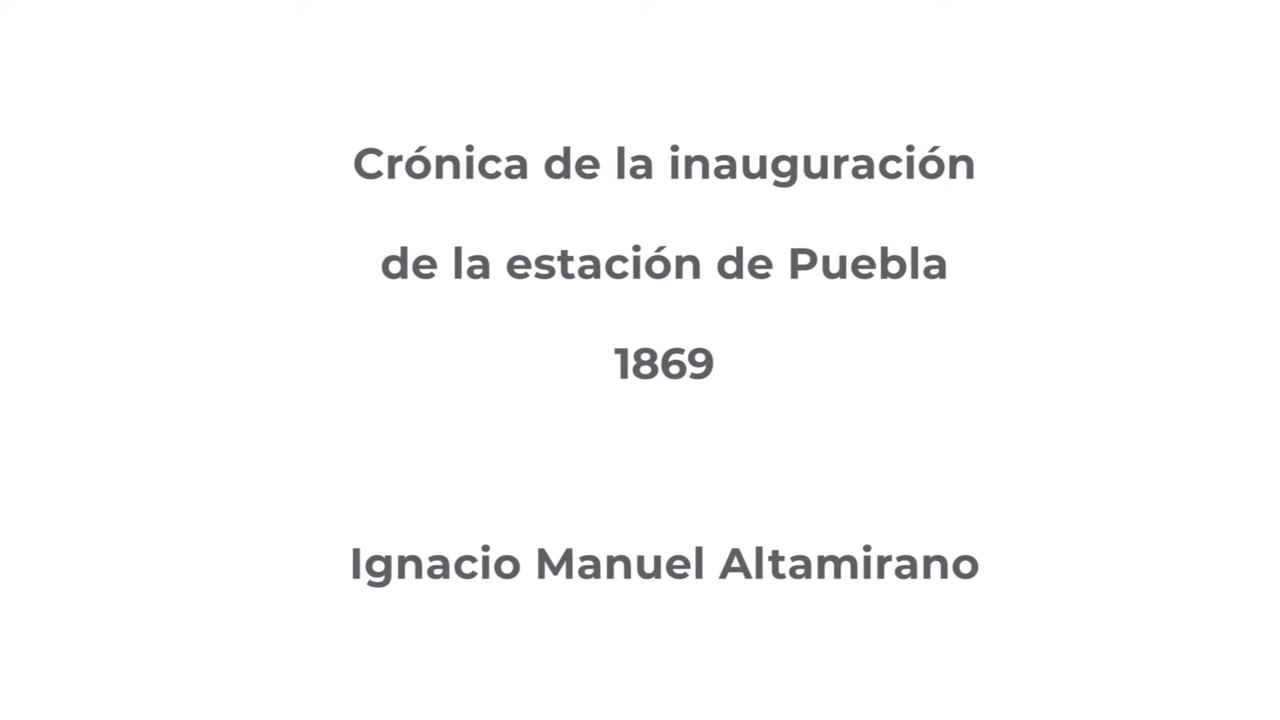 Crónica de la inauguración
de la estación de Puebla
1869
Ignacio Manuel Altamirano